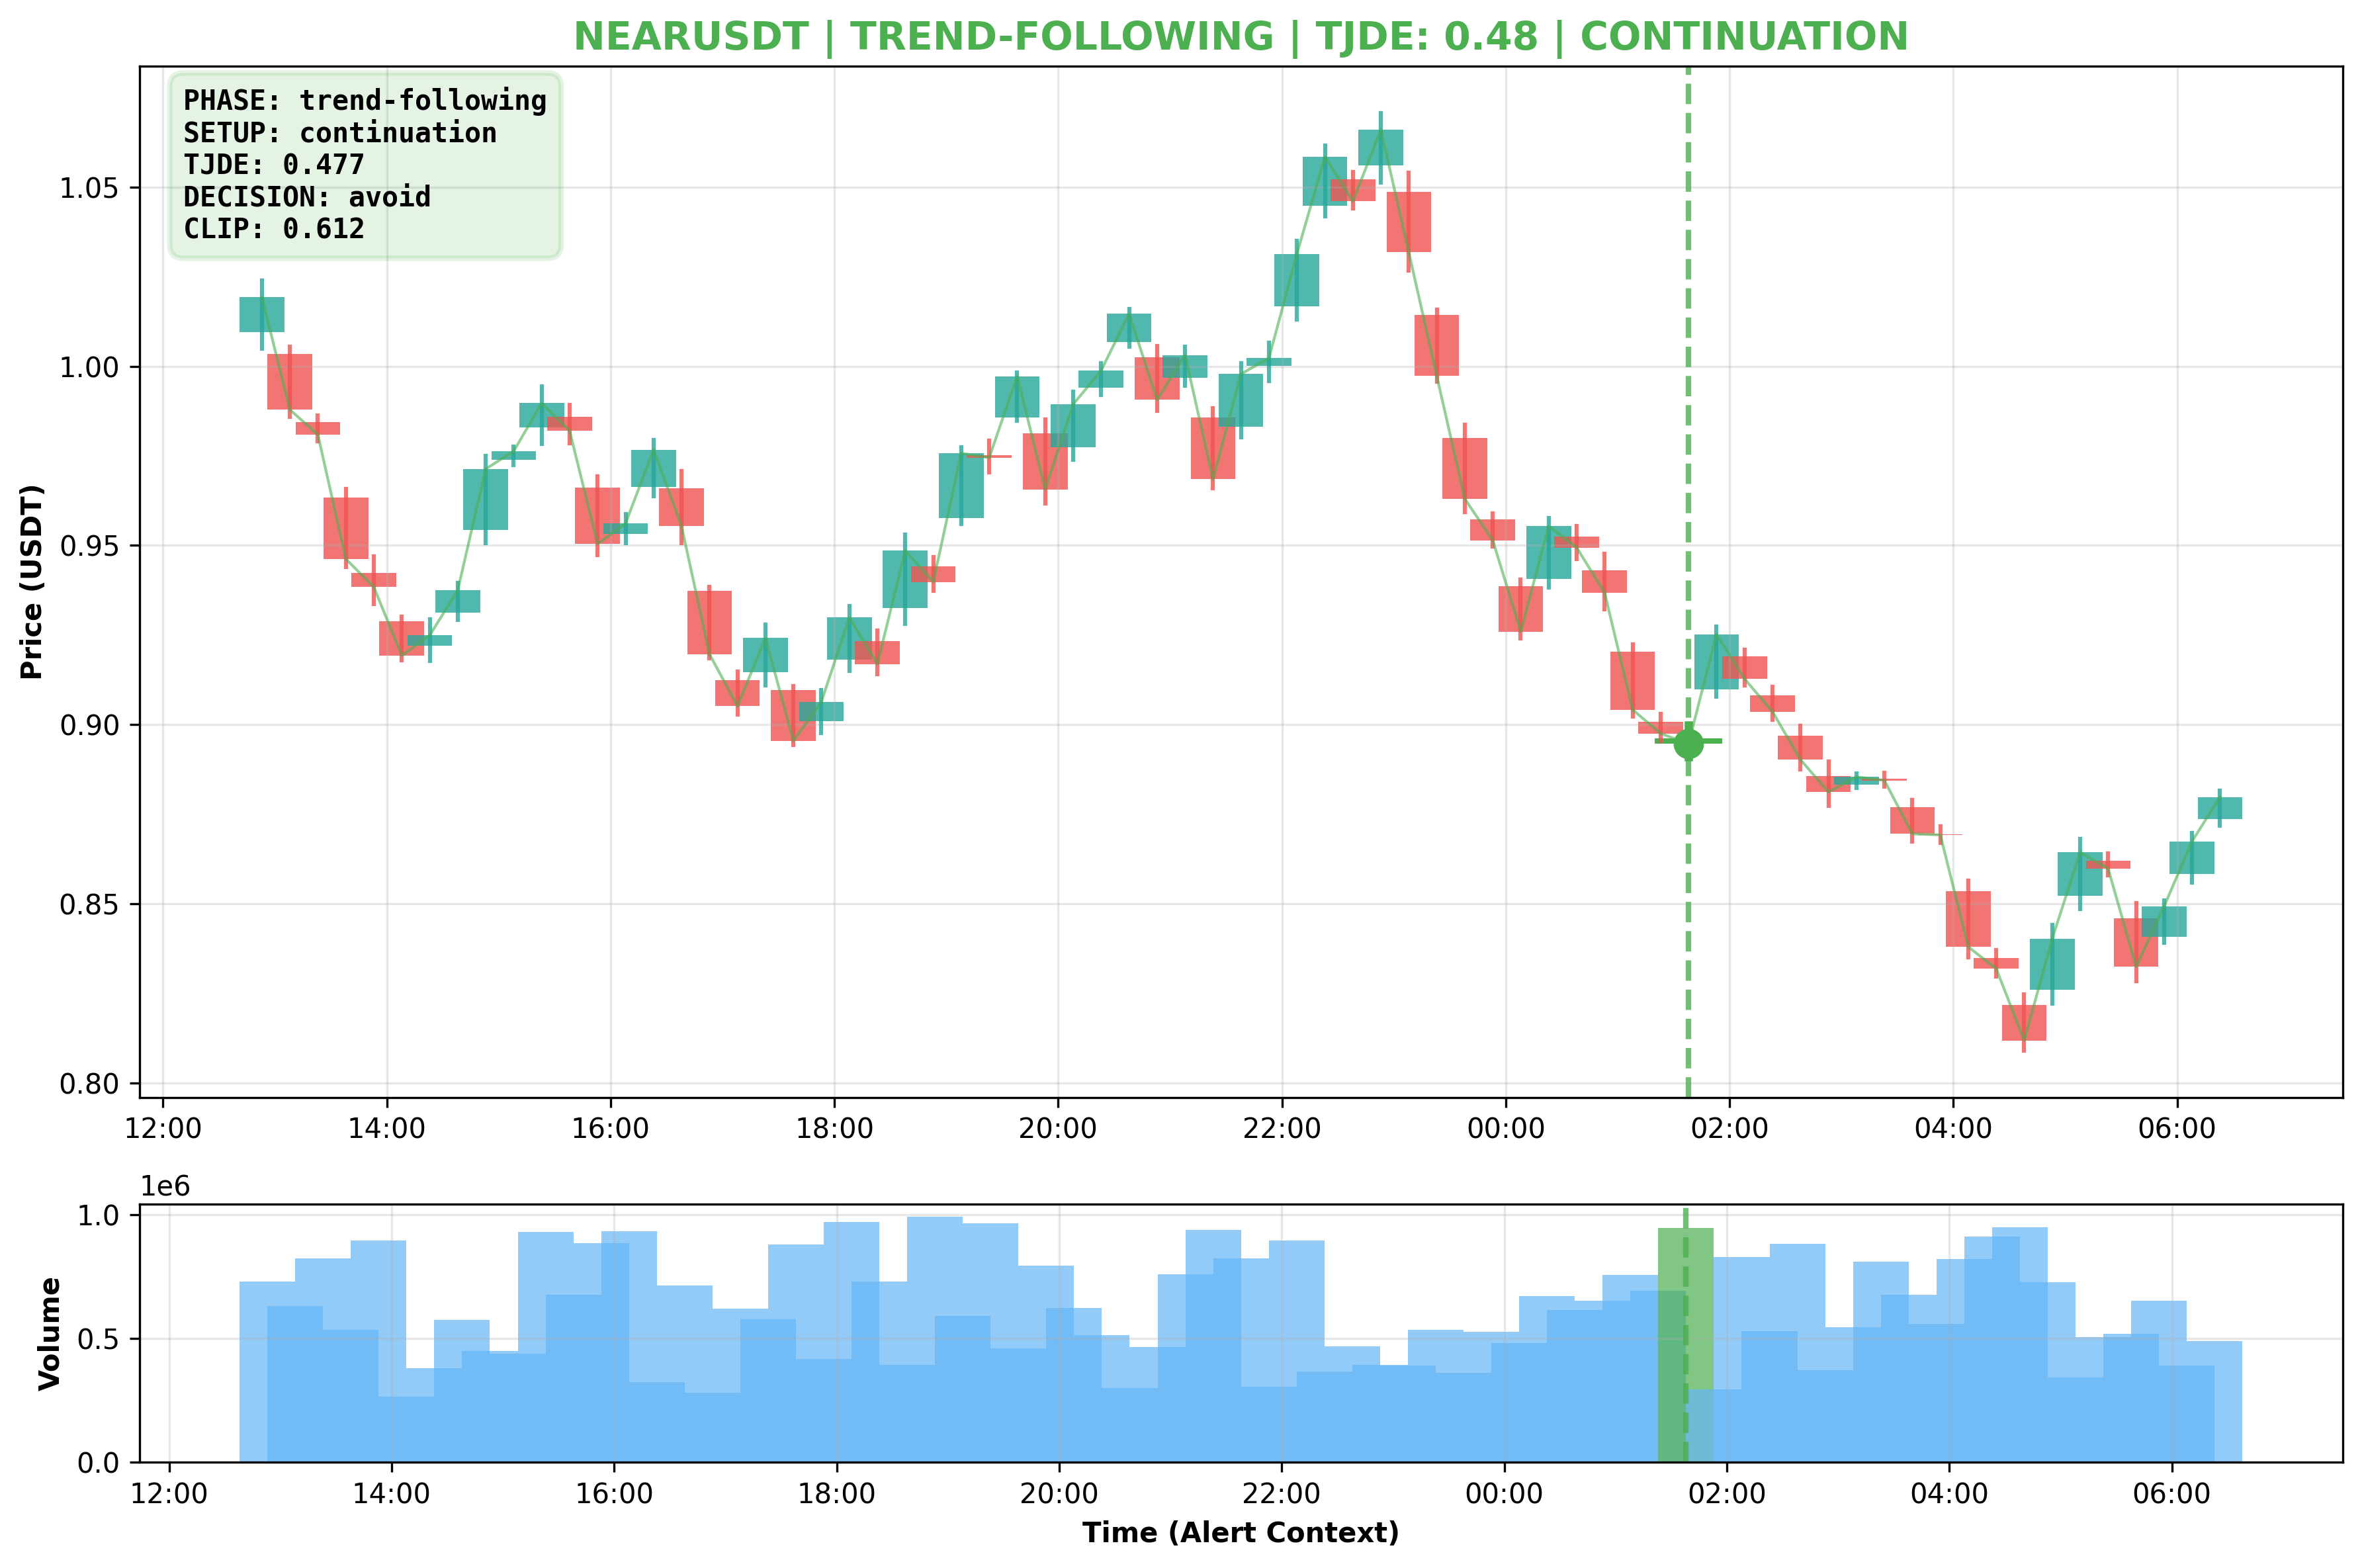 NEARUSDT | TREND-FOLLOWING | TJDE: 0.48 | CONTINUATION
PHASE: trend-following
SETUP: continuation
TJDE: 0.477
DECISION: avoid
CLIP: 0.612
Price (USDT)
1.05
1.00
0.95
0.90
0.85
0.80
12:00 14:00 16:00 18:00 20:00 22:00 00:00 02:00 04:00 06:00
1e6
Volume
1.0
0.5
0.0
12:00 14:00 16:00 18:00 20:00 22:00 00:00 02:00 04:00 06:00
Time (Alert Context)